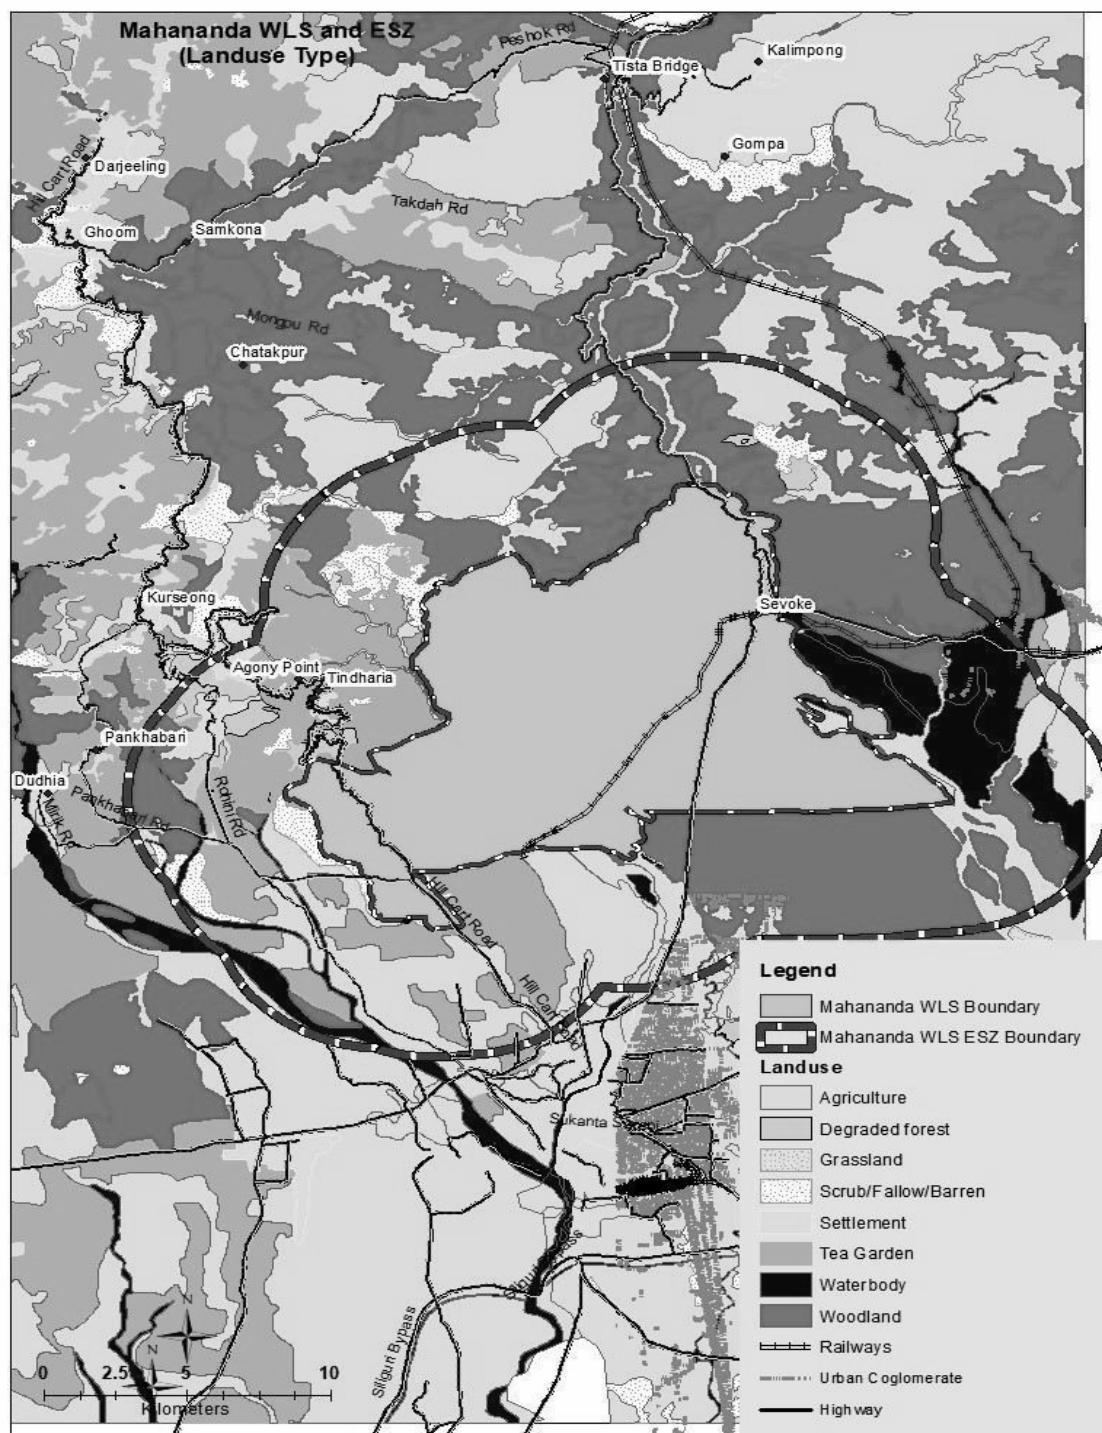 Mahananda WLS and ESZ
(Landuse Type)
Peshok Rd
Kalimpong
Tista Bridge
Gompa
Hill Cart Road
Darjeeling
Takdah Rd
Ghoom
Samkona
Mongpu Rd
Chatakpur
Kurseong
Sevoke
Agony Point
Tindharia
Pankhabari
Dudhia
Mirik Rd
Pankhabari Rd
Rohini Rd
Hill Cart Road
Hill Cart Road
Sukanta
Siliguri Bypass
Siliguri Bypass
N
N
0 2.5 5 10
Kilometers
Legend
Mahananda WLS Boundary
Mahananda WLS ESZ Boundary
Landuse
Agriculture
Degraded forest
Grassland
Scrub/Fallow/Barren
Settlement
Tea Garden
Waterbody
Woodland
Railways
Urban Coglomerate
Highway